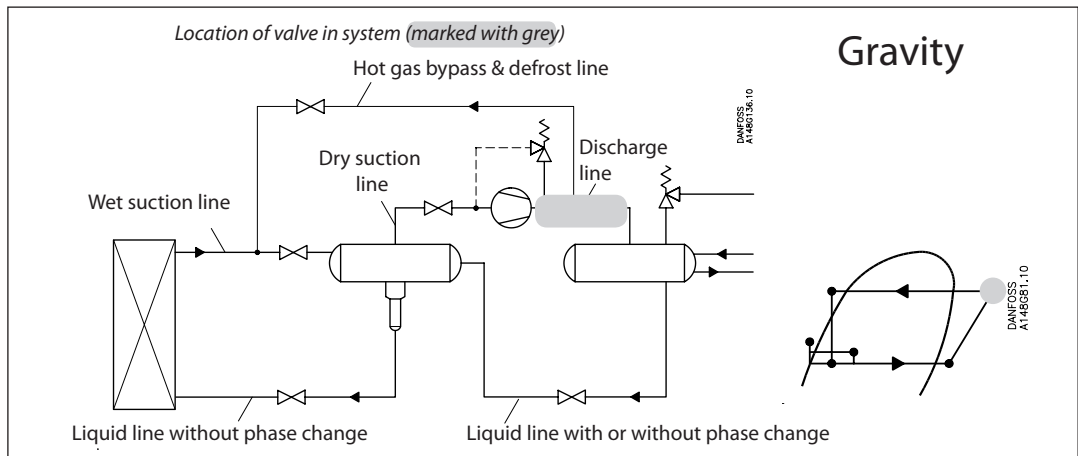 Location of valve in system (marked with grey)
Gravity
Hot gas bypass & defrost line
DANFOSS
A148G136.10
Discharge
line
Dry suction
line
Wet suction line
DANFOSS
A148G81.10
Liquid line without phase change
Liquid line with or without phase change